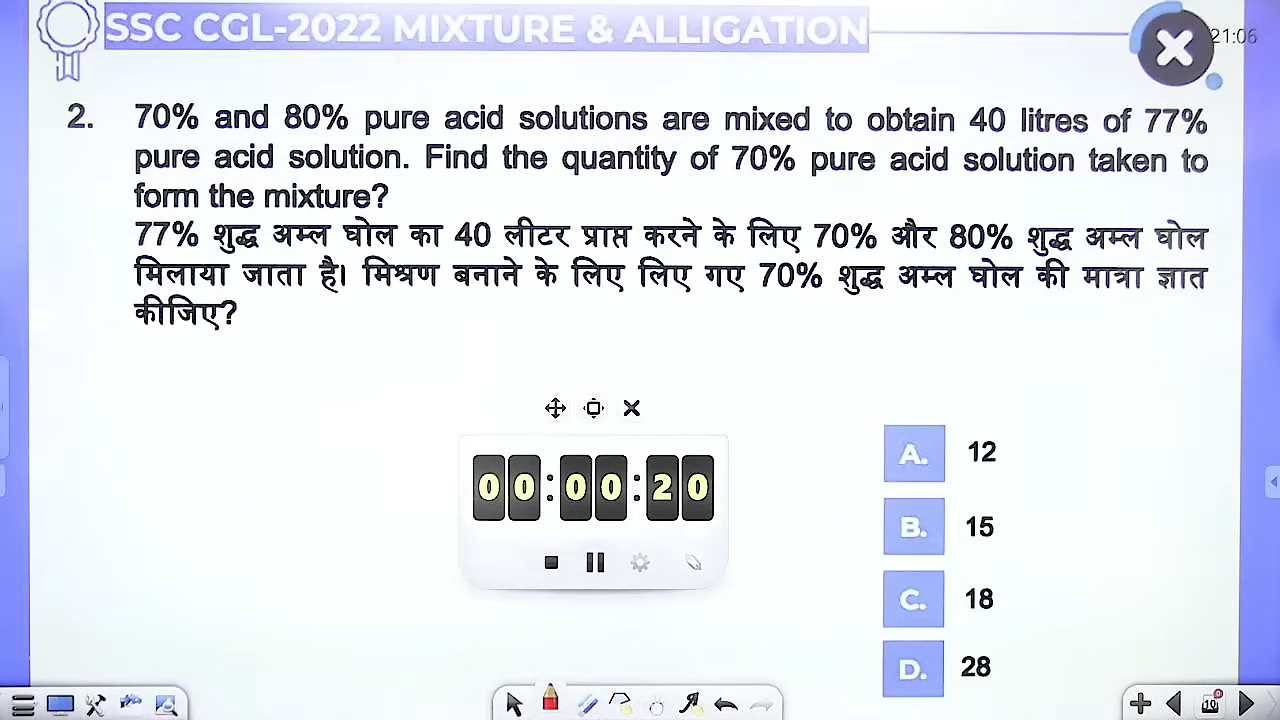 SSC CGL-2022 MIXTURE & ALLIGATION
21:06
2. 70% and 80% pure acid solutions are mixed to obtain 40 litres of 77%
pure acid solution. Find the quantity of 70% pure acid solution taken to
form the mixture?
77% शुद्ध अम्ल घोल का 40 लीटर प्राप्त करने के लिए 70% और 80% शुद्ध अम्ल घोल
मिलाया जाता है। मिश्रण बनाने के लिए लिए गए 70% शुद्ध अम्ल घोल की मात्रा ज्ञात
कीजिए?
00:00:20
A. 12
B. 15
C. 18
D. 28
10